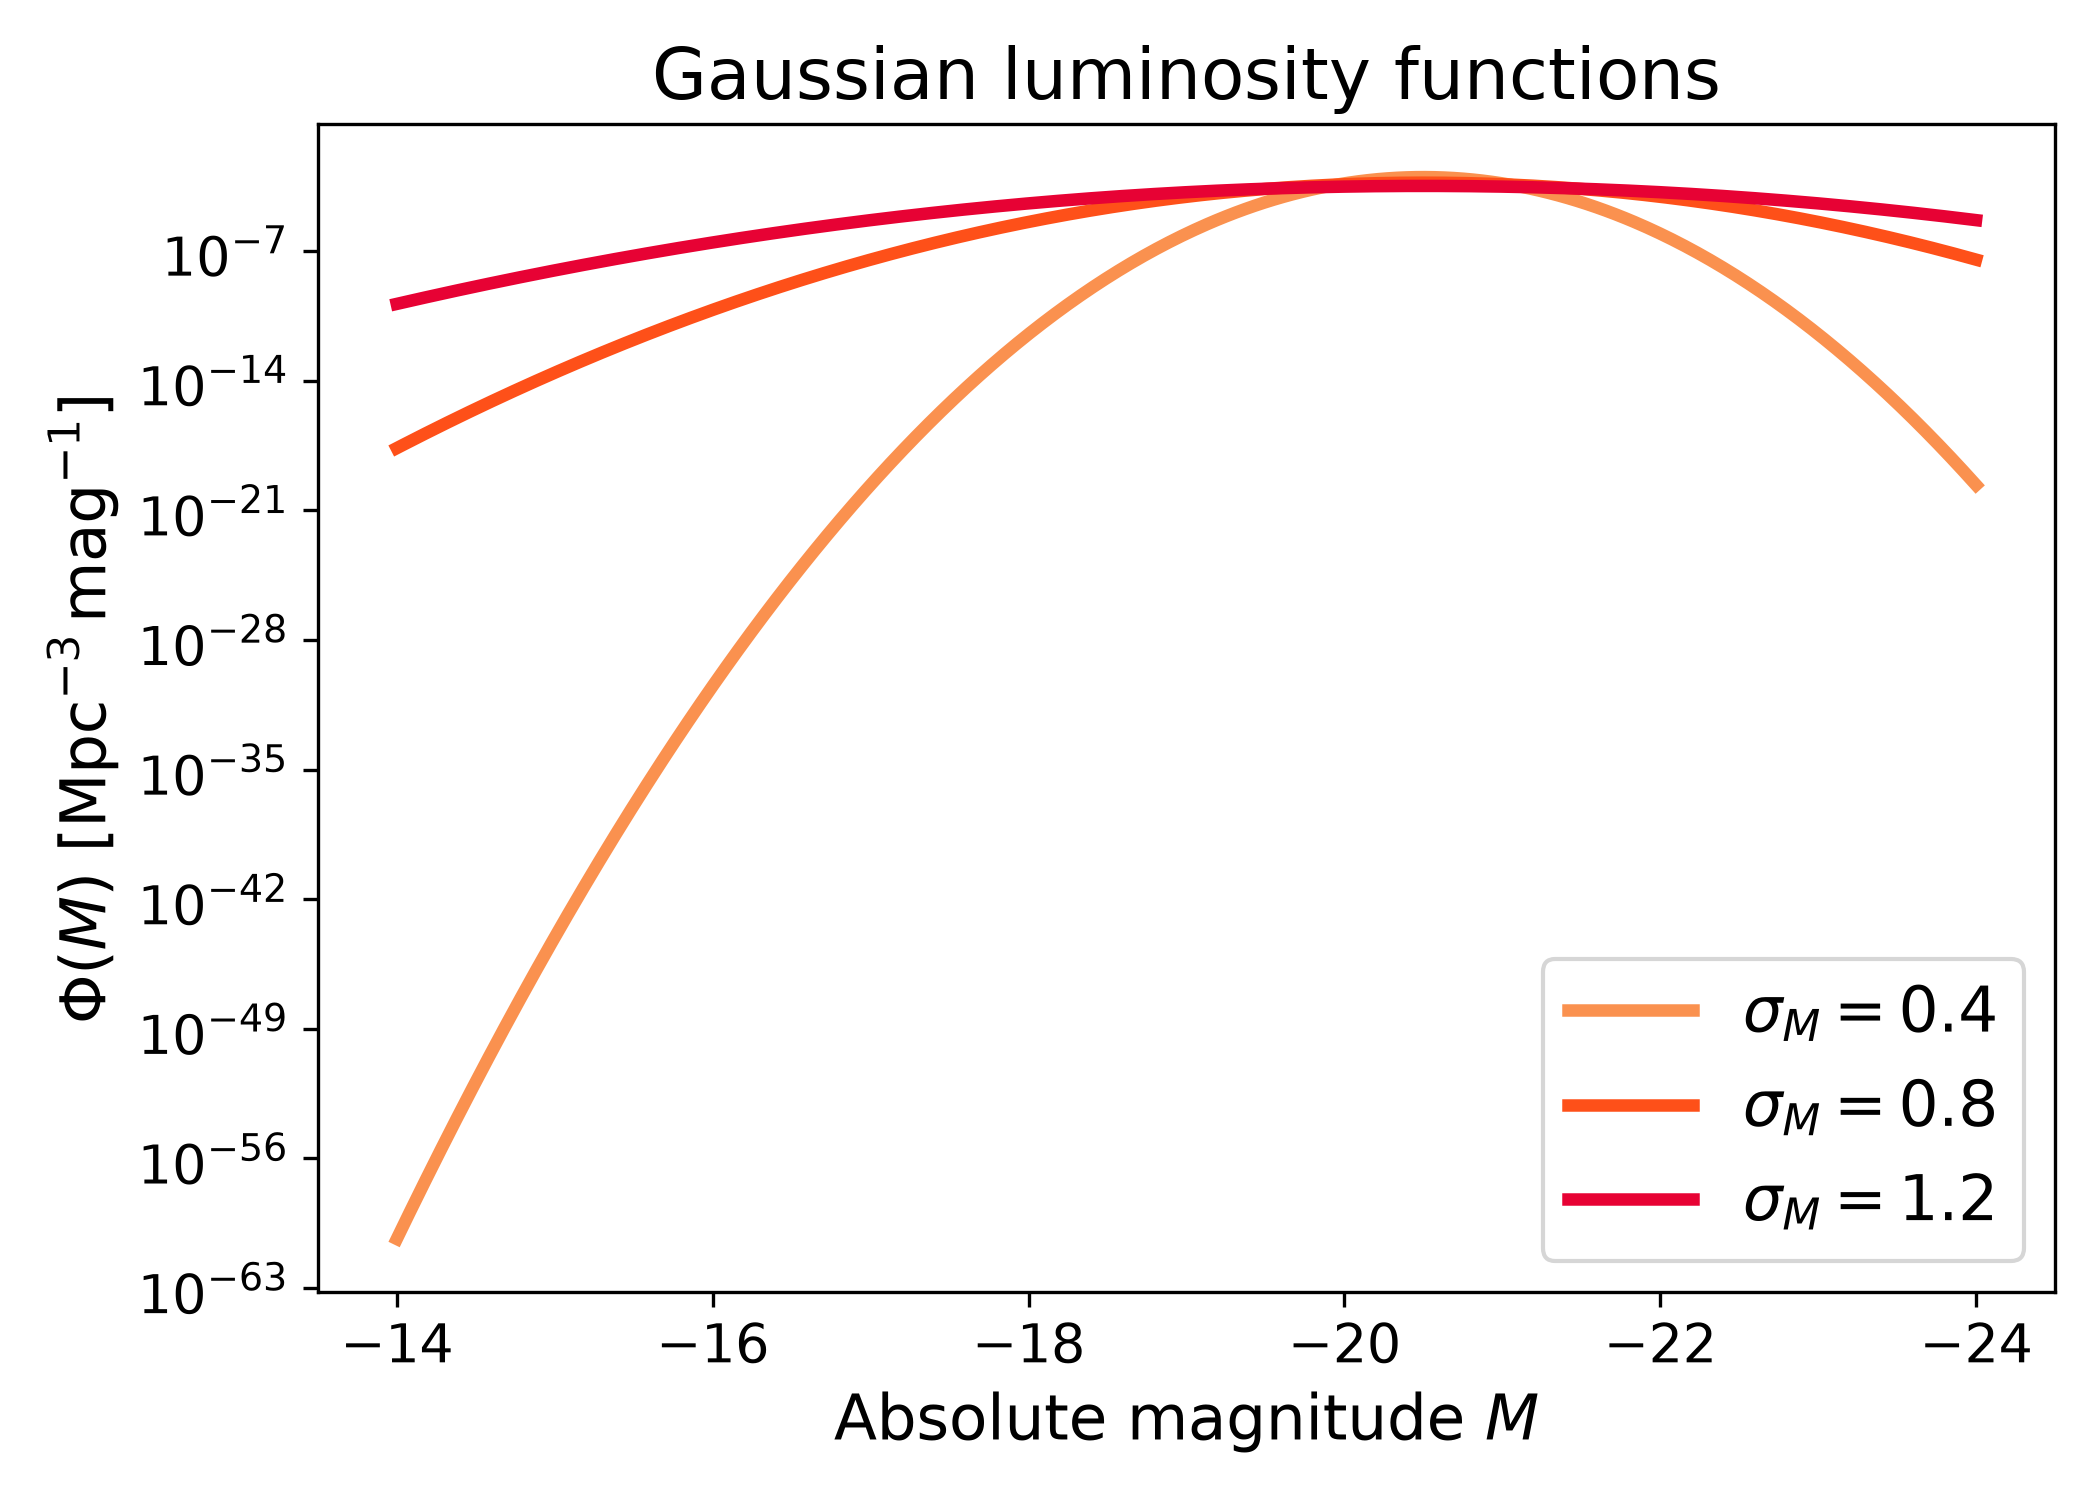 Gaussian luminosity functions
Φ(M) [Mpc⁻³ mag⁻¹]
10⁻⁷
10⁻¹⁴
10⁻²¹
10⁻²⁸
10⁻³⁵
10⁻⁴²
10⁻⁴⁹
10⁻⁵⁶
10⁻⁶³
σ_M = 0.4
σ_M = 0.8
σ_M = 1.2
−14 −16 −18 −20 −22 −24
Absolute magnitude M